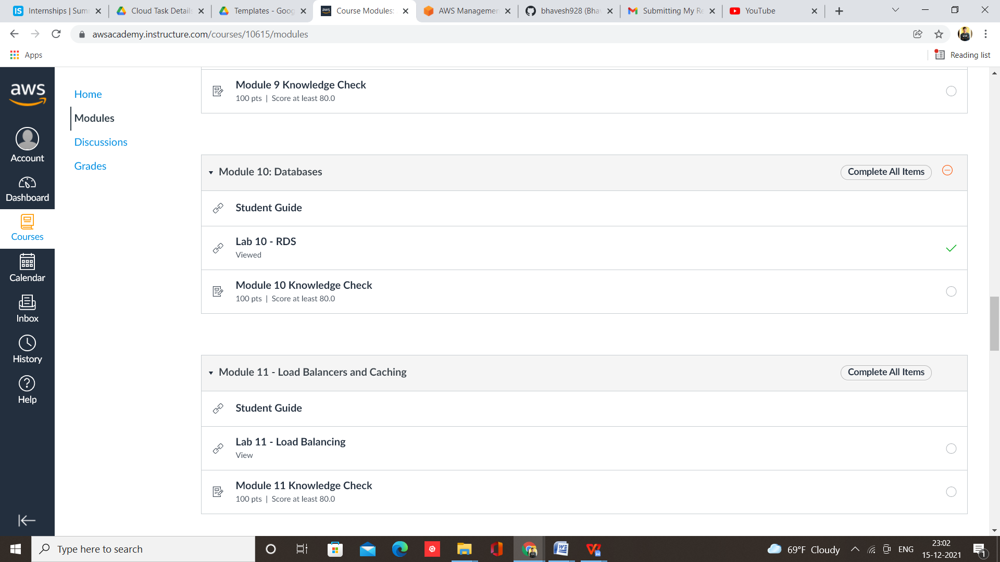 Internships | Sum
Cloud Task Details
Templates - Goog
Course Modules:
AWS Managemen
bhavesh928 (Bha
Submitting My Re
YouTube
awsacademy.instructure.com/courses/10615/modules
Apps
Reading list
aws
Account
Dashboard
Courses
Calendar
Inbox
History
Help
Home
Modules
Discussions
Grades
Module 9 Knowledge Check
100 pts | Score at least 80.0
Module 10: Databases
Complete All Items
Student Guide
Lab 10 - RDS
Viewed
Module 10 Knowledge Check
100 pts | Score at least 80.0
Module 11 - Load Balancers and Caching
Complete All Items
Student Guide
Lab 11 - Load Balancing
View
Module 11 Knowledge Check
100 pts | Score at least 80.0
Type here to search
69°F Cloudy
ENG
23:02
15-12-2021
1